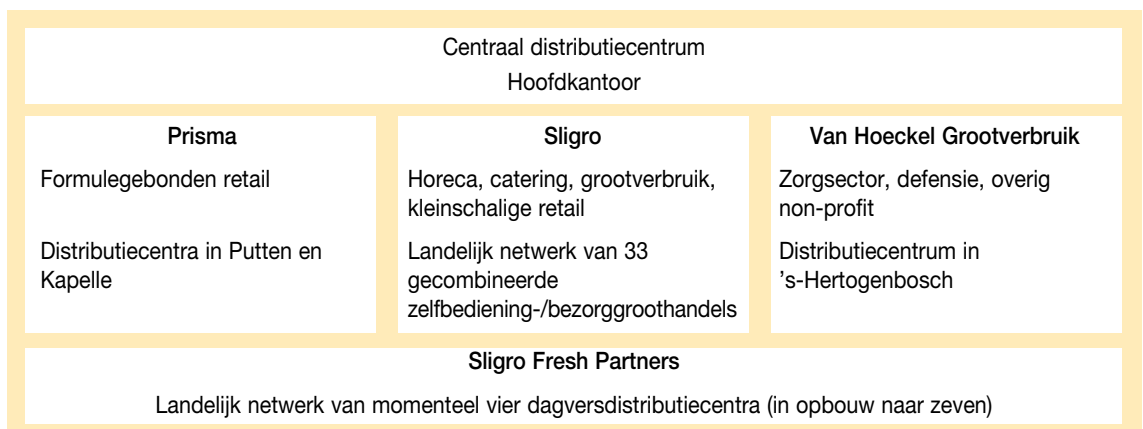 Centraal distributiecentrum
Hoofdkantoor
Prisma
Formulegebonden retail
Distributiecentra in Putten en
Kapelle
Sligro
Horeca, catering, grootverbruik,
kleinschalige retail
Landelijk netwerk van 33
gecombineerde
zelfbediening-/bezorggroothandels
Van Hoeckel Grootverbruik
Zorgsector, defensie, overig
non-profit
Distributiecentrum in
’s-Hertogenbosch
Sligro Fresh Partners
Landelijk netwerk van momenteel vier dagversdistributiecentra (in opbouw naar zeven)